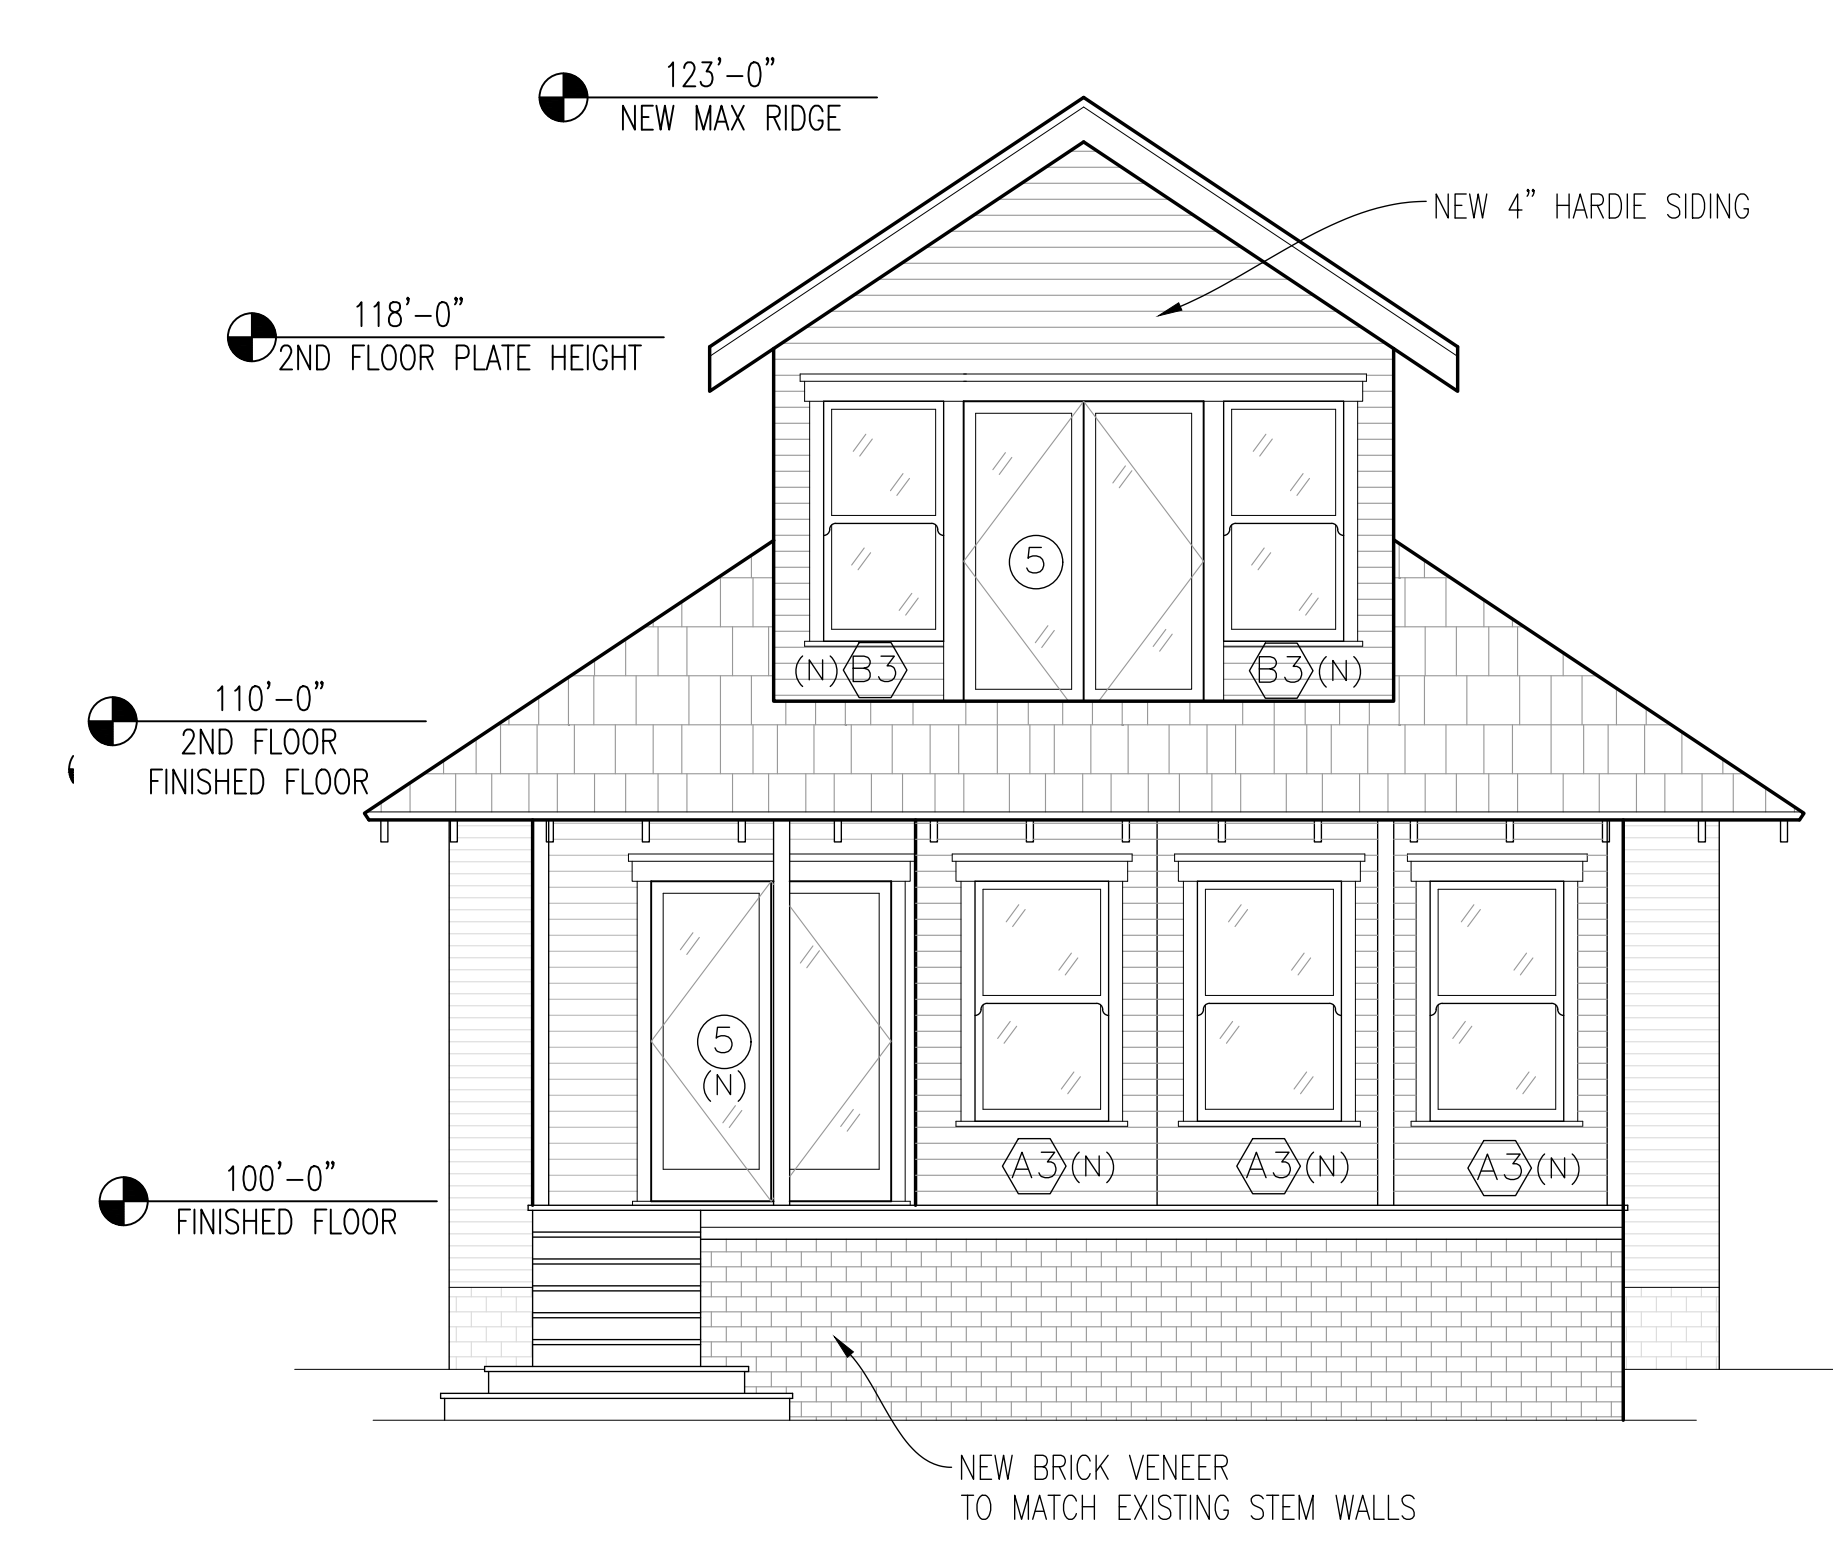 123'-0"
NEW MAX RIDGE
NEW 4" HARDIE SIDING
118'-0"
2ND FLOOR PLATE HEIGHT
5
(N) B3
B3 (N)
110'-0"
2ND FLOOR
FINISHED FLOOR
5
(N)
A3 (N)
A3 (N)
A3 (N)
100'-0"
FINISHED FLOOR
NEW BRICK VENEER
TO MATCH EXISTING STEM WALLS